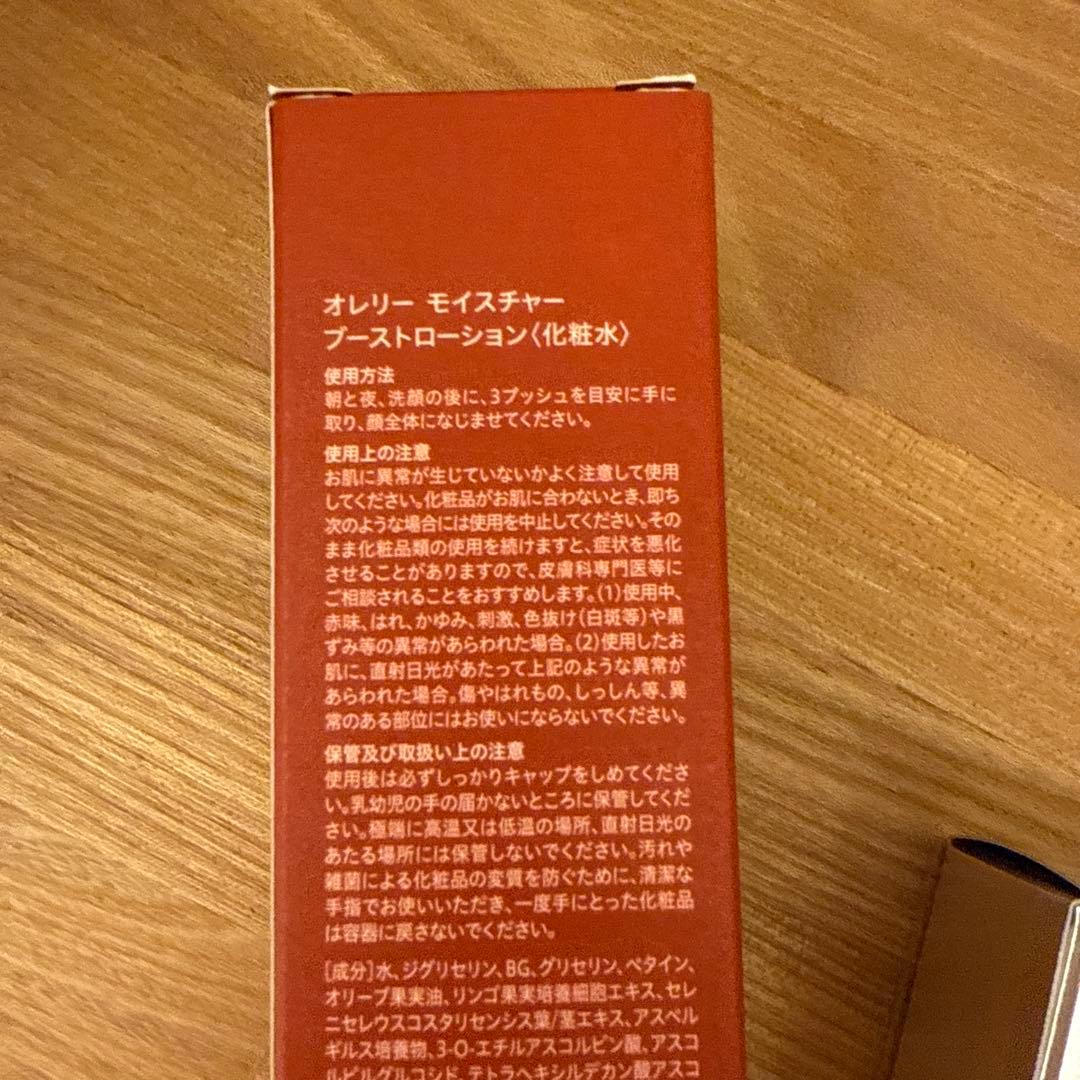 オレリー モイスチャー
ブーストローション〈化粧水〉
使用方法
朝と夜、洗顔の後に、3プッシュを目安に手に
取り、顔全体になじませてください。
使用上の注意
お肌に異常が生じていないかよく注意して使用
してください。化粧品がお肌に合わないとき、即ち
次のような場合には使用を中止してください。その
まま化粧品類の使用を続けますと、症状を悪化
させることがありますので、皮膚科専門医等に
ご相談されることをおすすめします。(1)使用中、
赤味、はれ、かゆみ、刺激、色抜け(白斑等)や黒
ずみ等の異常があらわれた場合。(2)使用したお
肌に、直射日光があたって上記のような異常が
あらわれた場合。傷やはれもの、しっしん等、異
常のある部位にはお使いにならないでください。
保管及び取扱い上の注意
使用後は必ずしっかりキャップをしめてくださ
い。乳幼児の手の届かないところに保管してくだ
さい。極端に高温又は低温の場所、直射日光の
あたる場所には保管しないでください。汚れや
雑菌による化粧品の変質を防ぐために、清潔な
手指でお使いいただき、一度手にとった化粧品
は容器に戻さないでください。
[成分]水、ジグリセリン、BG、グリセリン、ベタイン、
オリーブ果実油、リンゴ果実培養細胞エキス、セレ
ニセレウスコスタリセンシス葉/茎エキス、アスペル
ギルス培養物、3-O-エチルアスコルビン酸、アスコ
ルビルグルコシド、テトラヘキシルデカン酸アスコ